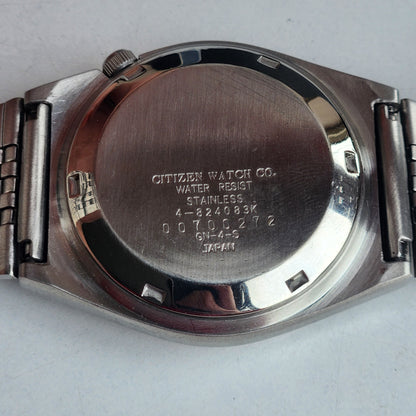 CITIZEN WATCH CO.
WATER RESIST
STAINLESS
4-824083K
00700272
GN-4-S
JAPAN